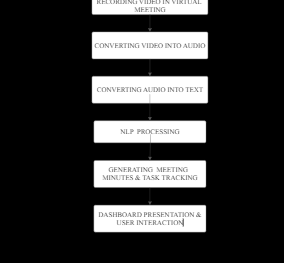 RECORDING VIDEO IN VIRTUAL
MEETING
CONVERTING VIDEO INTO AUDIO
CONVERTING AUDIO INTO TEXT
NLP PROCESSING
GENERATING MEETING
MINUTES & TASK TRACKING
DASHBOARD PRESENTATION &
USER INTERACTION